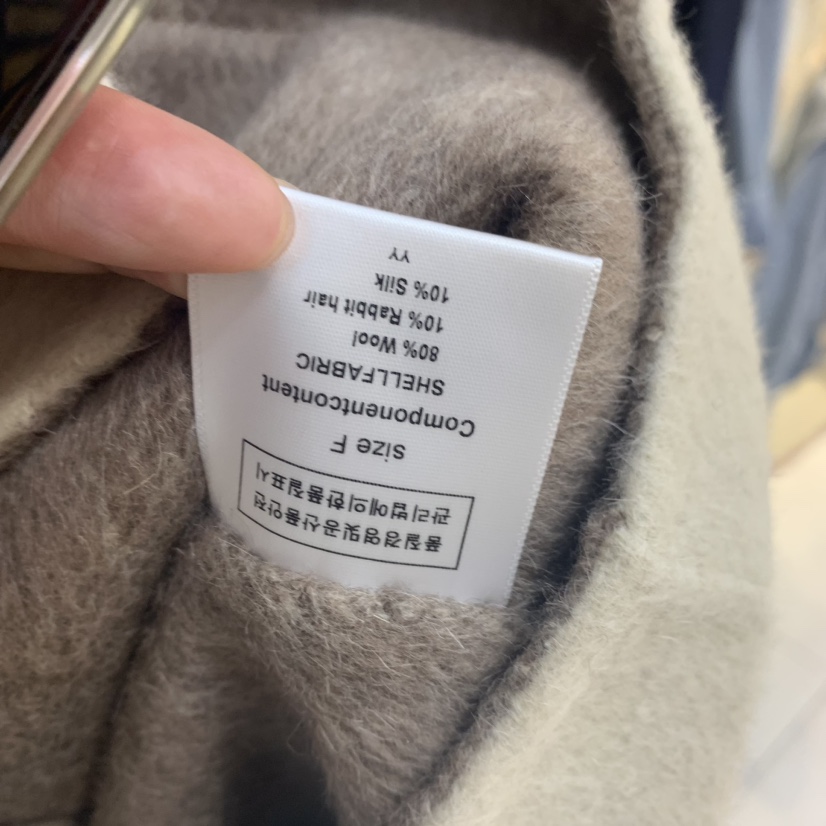 품질경영및공산품안전
관리법에의한품질표시
Size F
Componentcontent
SHELLFABRIC
80% Wool
10% Rabbit hair
10% Silk
YY